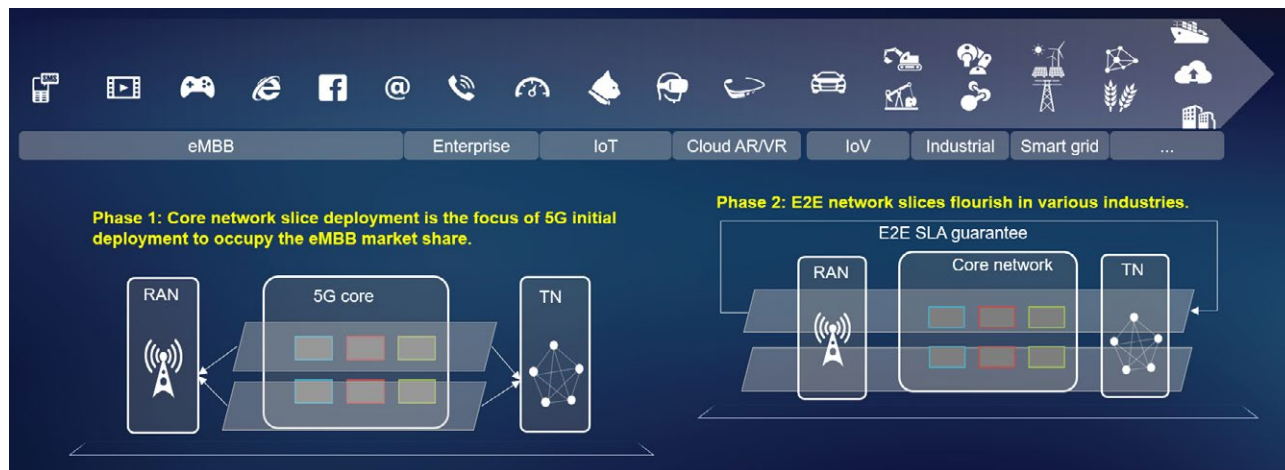 SMS
@
eMBB
Enterprise
IoT
Cloud AR/VR
IoV
Industrial
Smart grid
...
Phase 1: Core network slice deployment is the focus of 5G initial
deployment to occupy the eMBB market share.
RAN
5G core
TN
Phase 2: E2E network slices flourish in various industries.
E2E SLA guarantee
RAN
Core network
TN